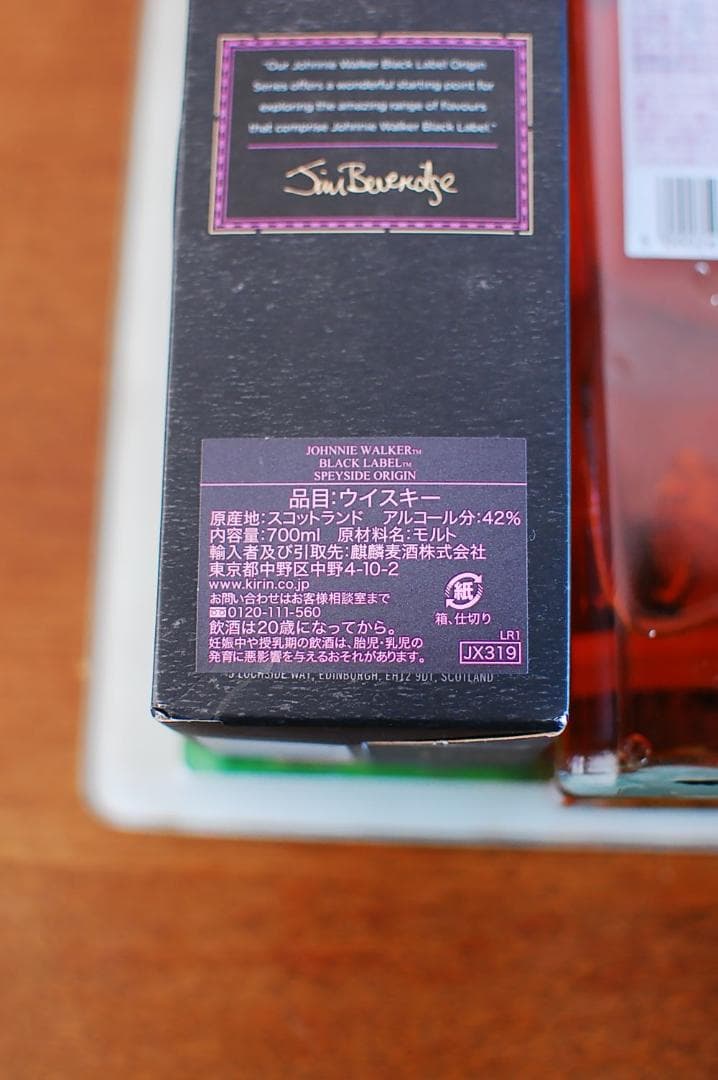 "Our Johnnie Walker Black Label Origin
Series offers a wonderful starting point for
exploring the amazing range of flavours
that comprise Johnnie Walker Black Label."
Jim Beveridge
JOHNNIE WALKER™
BLACK LABEL™
SPEYSIDE ORIGIN
品目:ウイスキー
原産地:スコットランド アルコール分:42%
内容量:700ml 原材料名:モルト
輸入者及び引取先:麒麟麦酒株式会社
東京都中野区中野4-10-2
www.kirin.co.jp
お問い合わせはお客様相談室まで
0120-111-560
紙
箱、仕切り
飲酒は20歳になってから。
妊娠中や授乳期の飲酒は、胎児・乳児の
発育に悪影響を与えるおそれがあります。
LR1
JX319
5 LOCHSIDE WAY, EDINBURGH, EH12 9DT, SCOTLAND